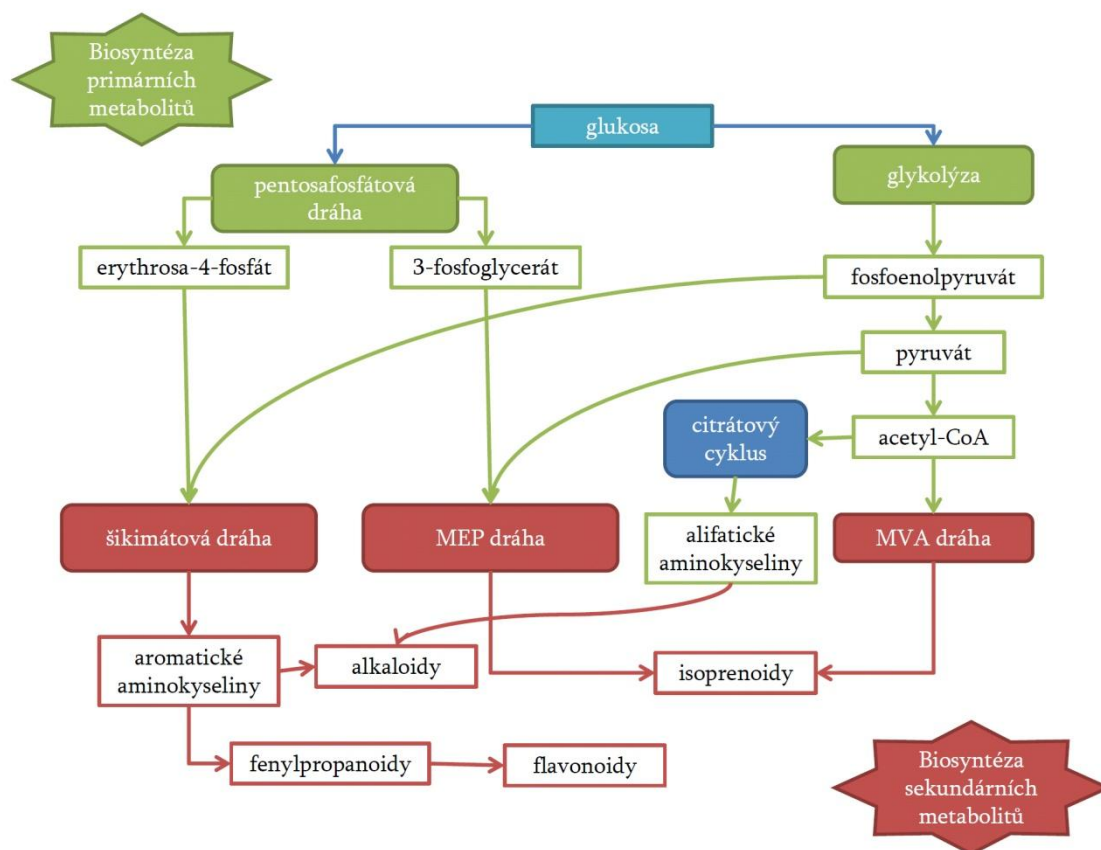 Biosyntéza
primárních
metabolitů
glukosa
pentosafosfátová
dráha
glykolýza
erythrosa-4-fosfát
3-fosfoglycerát
fosfoenolpyruvát
pyruvát
citrátový
cyklus
acetyl-CoA
šikimátová dráha
MEP dráha
alifatické
aminokyseliny
MVA dráha
aromatické
aminokyseliny
alkaloidy
isoprenoidy
fenylpropanoidy
flavonoidy
Biosyntéza
sekundárních
metabolitů